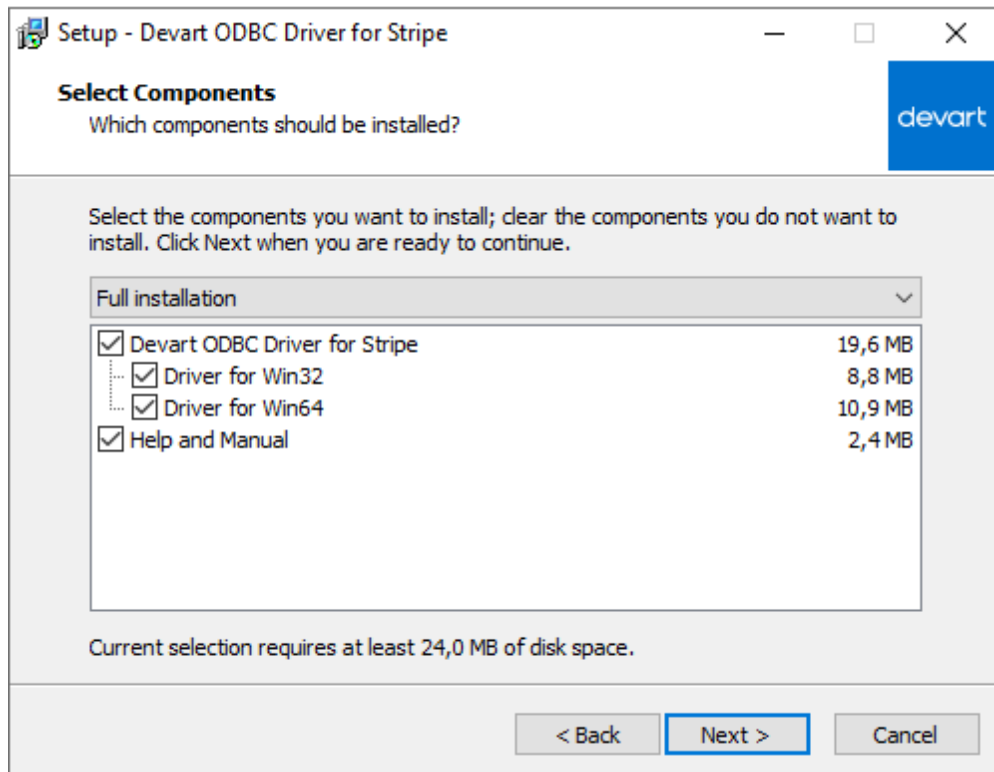 Setup - Devart ODBC Driver for Stripe
Select Components
Which components should be installed?
devart
Select the components you want to install; clear the components you do not want to
install. Click Next when you are ready to continue.
Full installation
Devart ODBC Driver for Stripe 19,6 MB
Driver for Win32 8,8 MB
Driver for Win64 10,9 MB
Help and Manual 2,4 MB
Current selection requires at least 24,0 MB of disk space.
< Back Next > Cancel